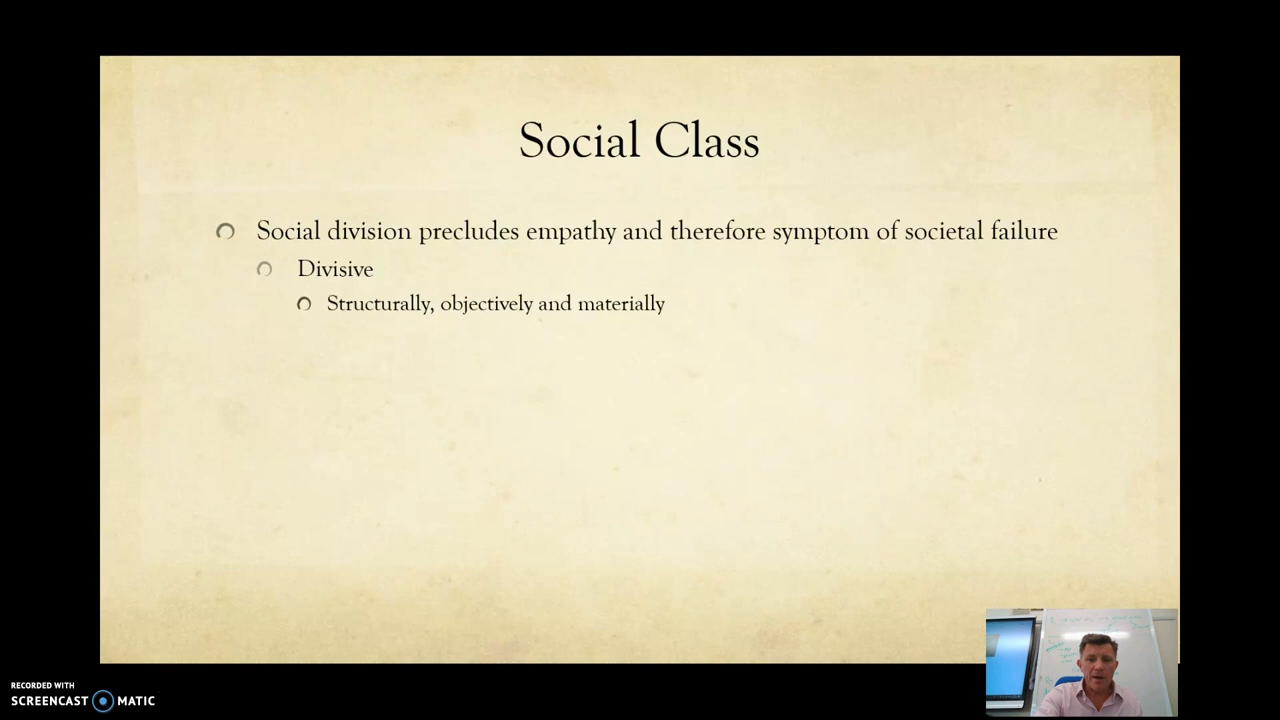 Social Class
Social division precludes empathy and therefore symptom of societal failure
Divisive
Structurally, objectively and materially
RECORDED WITH
SCREENCAST MATIC